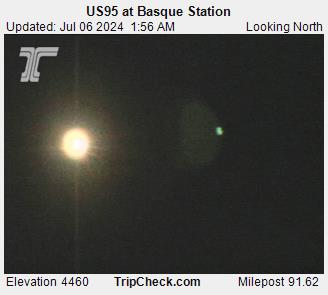 US95 at Basque Station
Updated: Jul 06 2024 1:56 AM Looking North
Elevation 4460 TripCheck.com Milepost 91.62